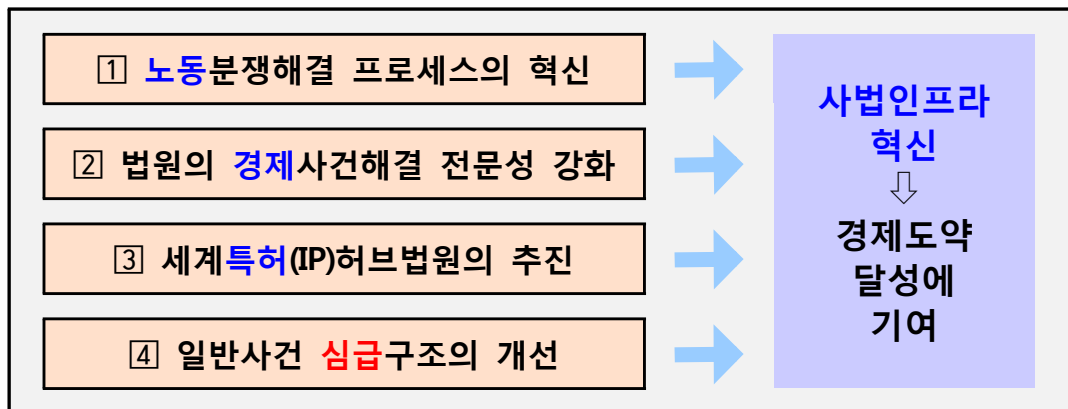 1 노동분쟁해결 프로세스의 혁신
2 법원의 경제사건해결 전문성 강화
3 세계특허(IP)허브법원의 추진
4 일반사건 심급구조의 개선
사법인프라
혁신
⇩
경제도약
달성에
기여